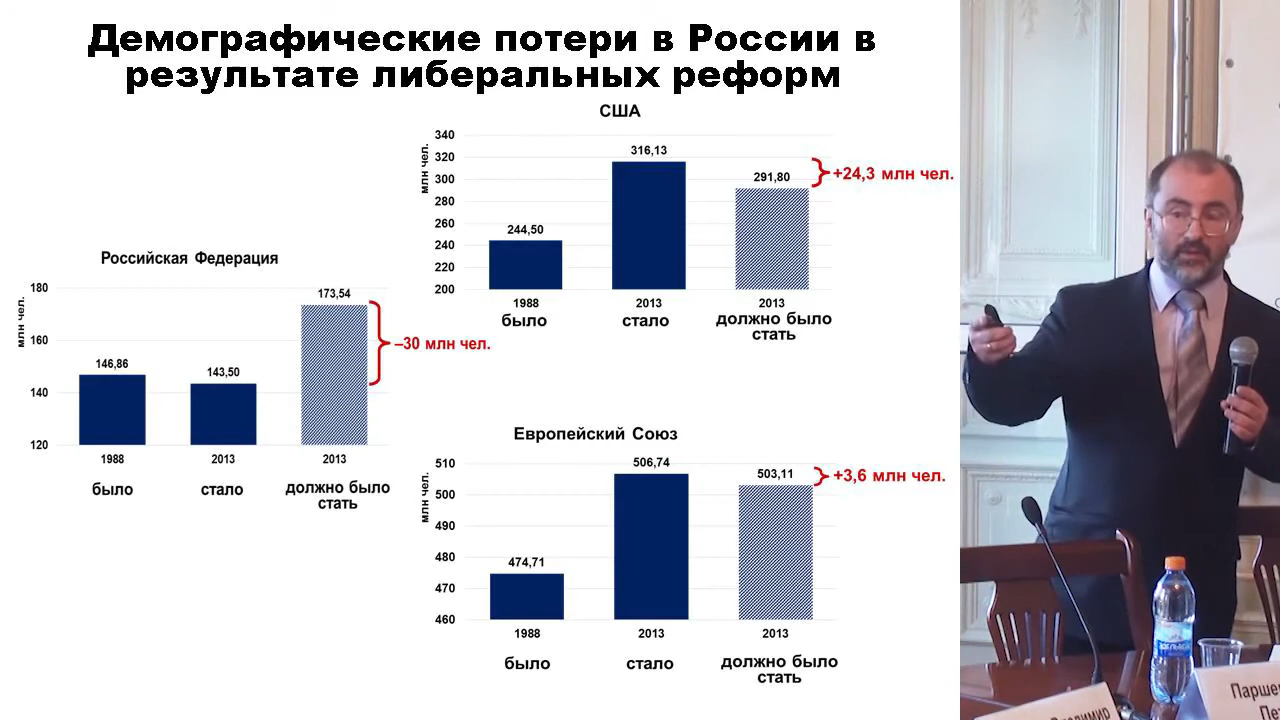 Демографические потери в России в
результате либеральных реформ
США
млн чел.
340
320
300
280
260
240
220
200
244,50
316,13
291,80
+24,3 млн чел.
1988
2013
2013
было
стало
должно было
стать
Российская Федерация
млн чел.
180
160
140
120
146,86
143,50
173,54
–30 млн чел.
1988
2013
2013
было
стало
должно было
стать
Европейский Союз
млн чел.
510
500
490
480
470
460
474,71
506,74
503,11
+3,6 млн чел.
1988
2013
2013
было
стало
должно было
стать